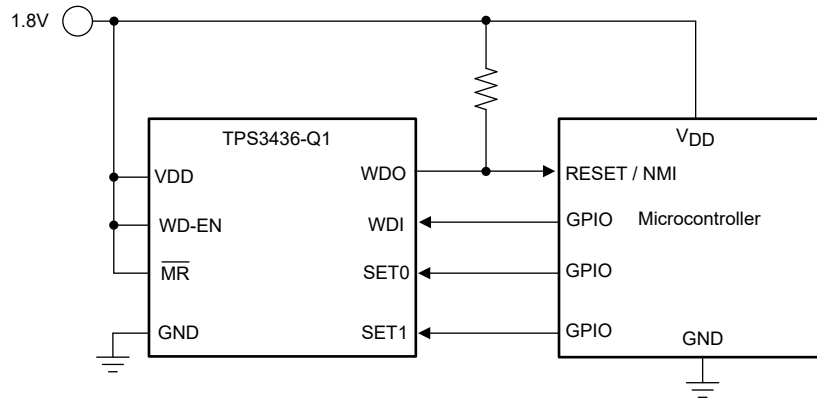 1.8V
TPS3436-Q1
VDD
WD-EN
MR
GND
WDO
WDI
SET0
SET1
VDD
RESET / NMI
GPIO
Microcontroller
GPIO
GPIO
GND